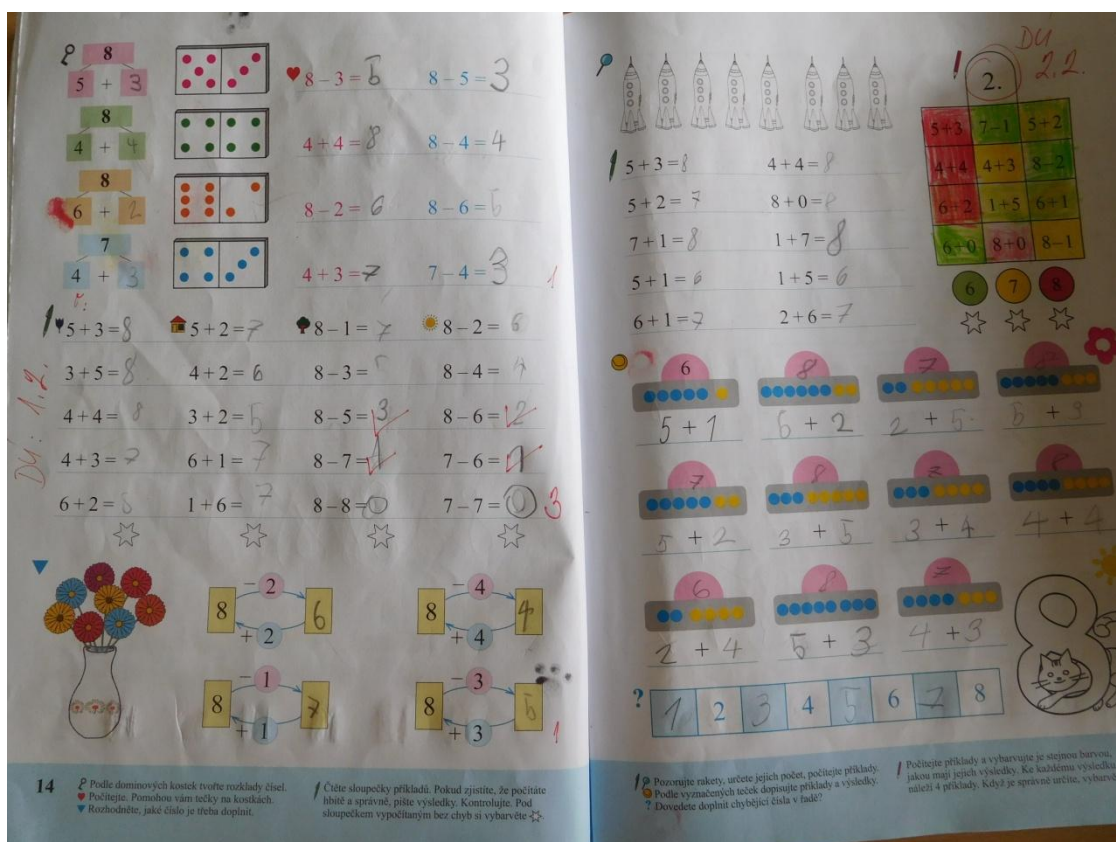 8
5 + 3
8 – 3 = 5 8 – 5 = 3
8
4 + 4
4 + 4 = 8 8 – 4 = 4
8
6 + 2
8 – 2 = 6 8 – 6 = 5
7
4 + 3
4 + 3 = 7 7 – 4 = 3
1
DÚ: 1.2.
5 + 3 = 8 5 + 2 = 7 8 – 1 = 7 8 – 2 = 6
3 + 5 = 8 4 + 2 = 6 8 – 3 = 5 8 – 4 = 4
4 + 4 = 8 3 + 2 = 5 8 – 5 = 3 8 – 6 = 2
4 + 3 = 7 6 + 1 = 7 8 – 7 = 1 7 – 6 = 1
6 + 2 = 1 + 6 = 7 8 – 8 = 0 7 – 7 = 0 3
– 2 – 4
8 6 8 4
+ 2 + 4
– 1 – 3
8 7 8 5
+ 1 + 3 1
14
Podle dominových kostek tvořte rozklady čísel.
Počítejte. Pomohou vám tečky na kostkách.
Rozhodněte, jaké číslo je třeba doplnit.
Čtěte sloupečky příkladů. Pokud zjistíte, že počítáte
hbitě a správně, pište výsledky. Kontrolujte. Pod
sloupečkem vypočítaným bez chyb si vybarvěte
DÚ
2.2.
2.
5+3 7–1 5+2
4+4 4+3 8–2
6+2 1+5 6+1
6+0 8+0 8–1
6 7 8
5 + 3 = 8 4 + 4 = 8
5 + 2 = 7 8 + 0 = 8
7 + 1 = 8 1 + 7 = 8
5 + 1 = 6 1 + 5 = 6
6 + 1 = 7 2 + 6 = 7
6 8 7 8
5 + 1 6 + 2 2 + 5 5 + 3
7 8 7 8
5 + 2 3 + 5 3 + 4 4 + 4
6 8 7
2 + 4 5 + 3 4 + 3
8
? 1 2 3 4 5 6 7 8
Pozorujte rakety, určete jejich počet, počítejte příklady.
Podle vyznačených teček dopisujte příklady a výsledky.
? Dovedete doplnit chybějící čísla v řadě?
Počítejte příklady a vybarvujte je stejnou barvou,
jakou mají jejich výsledky. Ke každému výsledku
náleží 4 příklady. Když je správně určíte, vybarvě